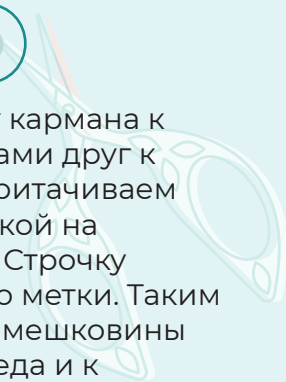 кармана к
ами друг к
ритачиваем
кой на
Строчку
о метки. Таким
мешковины
еда и к